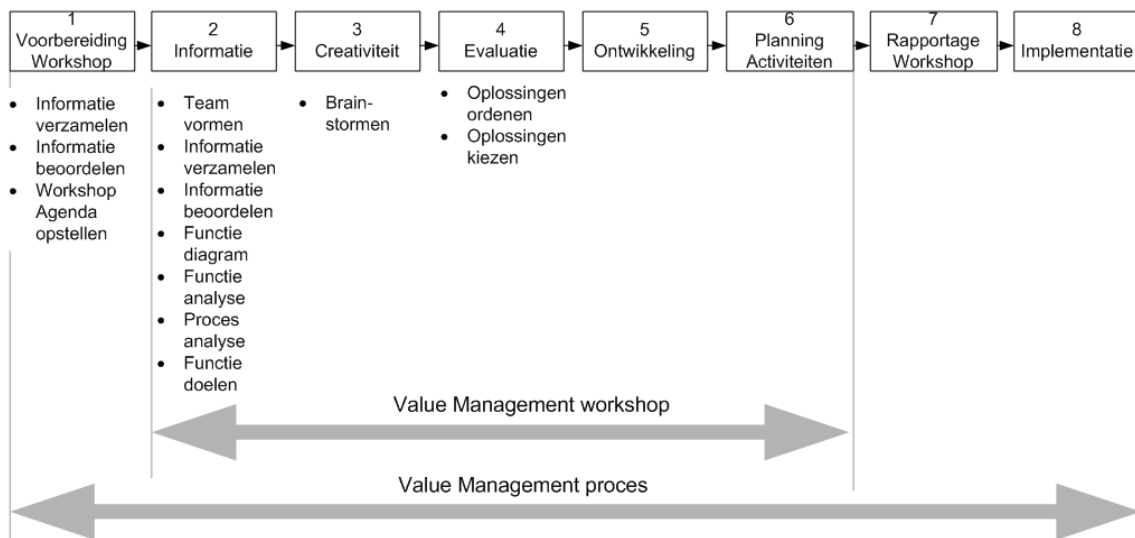 1
Voorbereiding
Workshop
2
Informatie
3
Creativiteit
4
Evaluatie
5
Ontwikkeling
6
Planning
Activiteiten
7
Rapportage
Workshop
8
Implementatie
• Informatie
verzamelen
• Informatie
beoordelen
• Workshop
Agenda
opstellen
• Team
vormen
• Informatie
verzamelen
• Informatie
beoordelen
• Functie
diagram
• Functie
analyse
• Proces
analyse
• Functie
doelen
• Brain-
stormen
• Oplossingen
ordenen
• Oplossingen
kiezen
Value Management workshop
Value Management proces